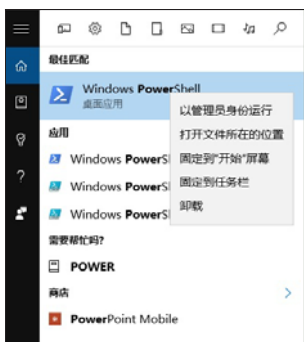 最佳匹配
Windows PowerShell
桌面应用
以管理员身份运行
打开文件所在的位置
固定到"开始"屏幕
固定到任务栏
卸载
应用
Windows PowerS
Windows PowerS
Windows PowerS
需要帮忙吗?
POWER
商店
PowerPoint Mobile